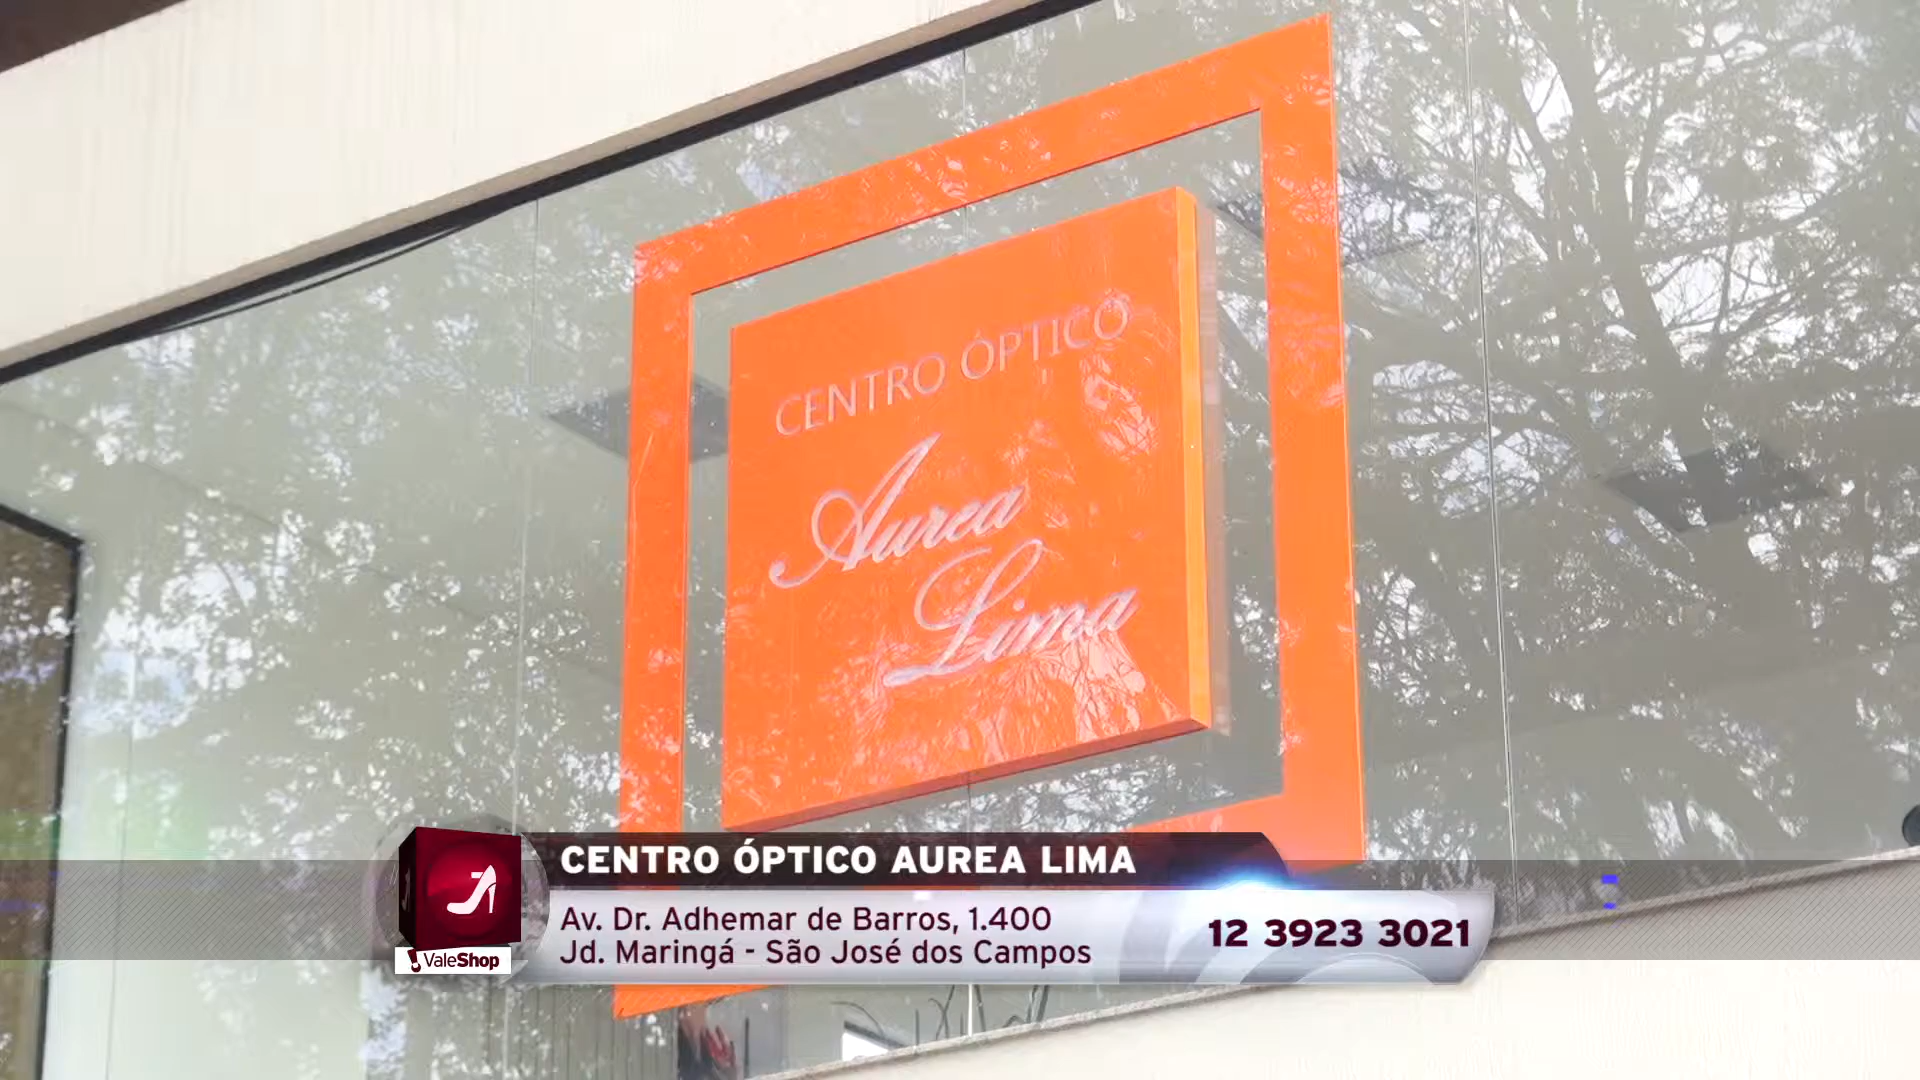 CENTRO ÓPTICO
Aurea
Lima
CENTRO ÓPTICO AUREA LIMA
Av. Dr. Adhemar de Barros, 1.400
Jd. Maringá - São José dos Campos
12 3923 3021
ValeShop